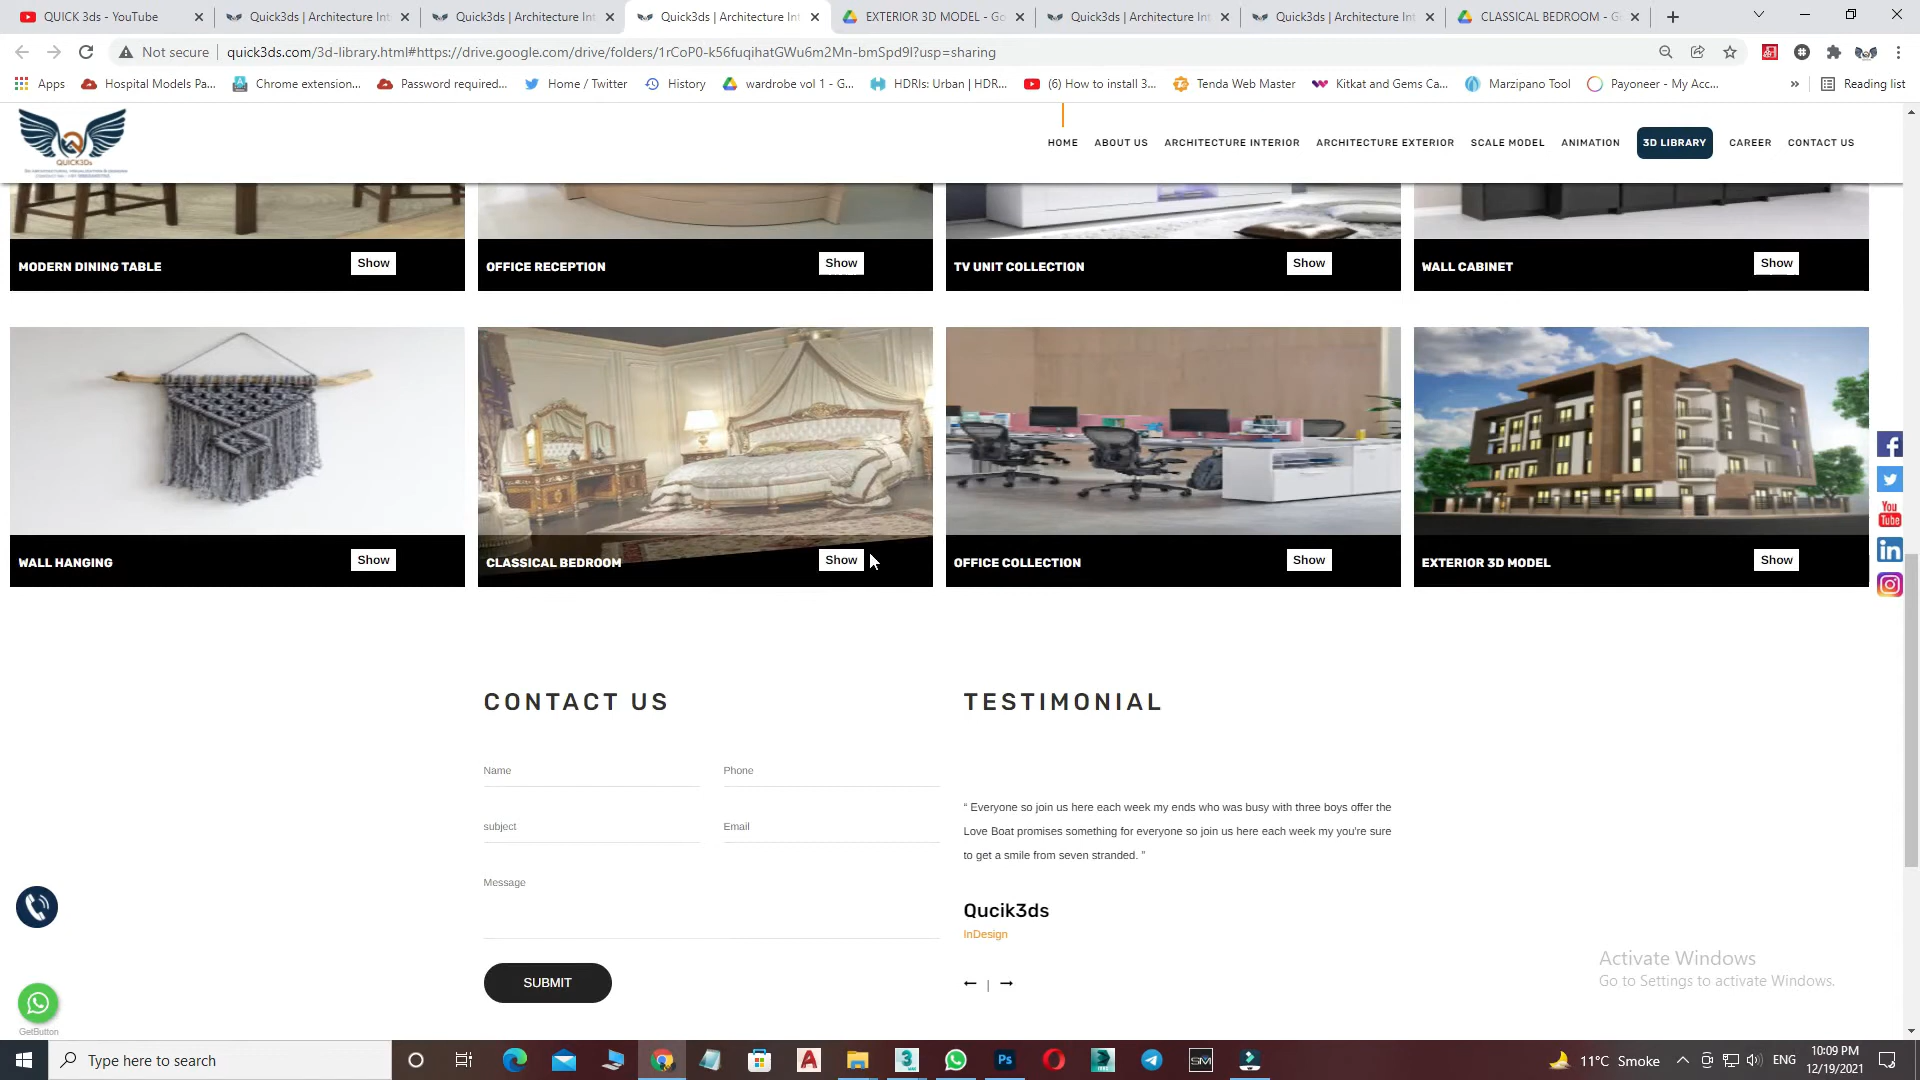 QUICK 3ds - YouTube
Quick3ds | Architecture Int
Quick3ds | Architecture Int
Quick3ds | Architecture Int
EXTERIOR 3D MODEL - Go
Quick3ds | Architecture Int
Quick3ds | Architecture Int
CLASSICAL BEDROOM - G
Not secure
quick3ds.com/3d-library.html#https://drive.google.com/drive/folders/1rCoP0-k56fuqihatGWu6m2Mn-bmSpd9l?usp=sharing
Apps
Hospital Models Pa...
Chrome extension...
Password required...
Home / Twitter
History
wardrobe vol 1 - G...
HDRIs: Urban | HDR...
(6) How to install 3...
Tenda Web Master
Kitkat and Gems Ca...
Marzipano Tool
Payoneer - My Acc...
»
Reading list
QUICK3Ds
HOME
ABOUT US
ARCHITECTURE INTERIOR
ARCHITECTURE EXTERIOR
SCALE MODEL
ANIMATION
3D LIBRARY
CAREER
CONTACT US
MODERN DINING TABLE
Show
OFFICE RECEPTION
Show
TV UNIT COLLECTION
Show
WALL CABINET
Show
WALL HANGING
Show
CLASSICAL BEDROOM
Show
OFFICE COLLECTION
Show
EXTERIOR 3D MODEL
Show
You
Tube
in
CONTACT US
Name
Phone
subject
Email
Message
SUBMIT
TESTIMONIAL
“ Everyone so join us here each week my ends who was busy with three boys offer the
Love Boat promises something for everyone so join us here each week my you're sure
to get a smile from seven stranded. ”
Qucik3ds
InDesign
← | →
GetButton
Activate Windows
Go to Settings to activate Windows.
Type here to search
A
3
Ps
SM
11°C Smoke
ENG
10:09 PM
12/19/2021